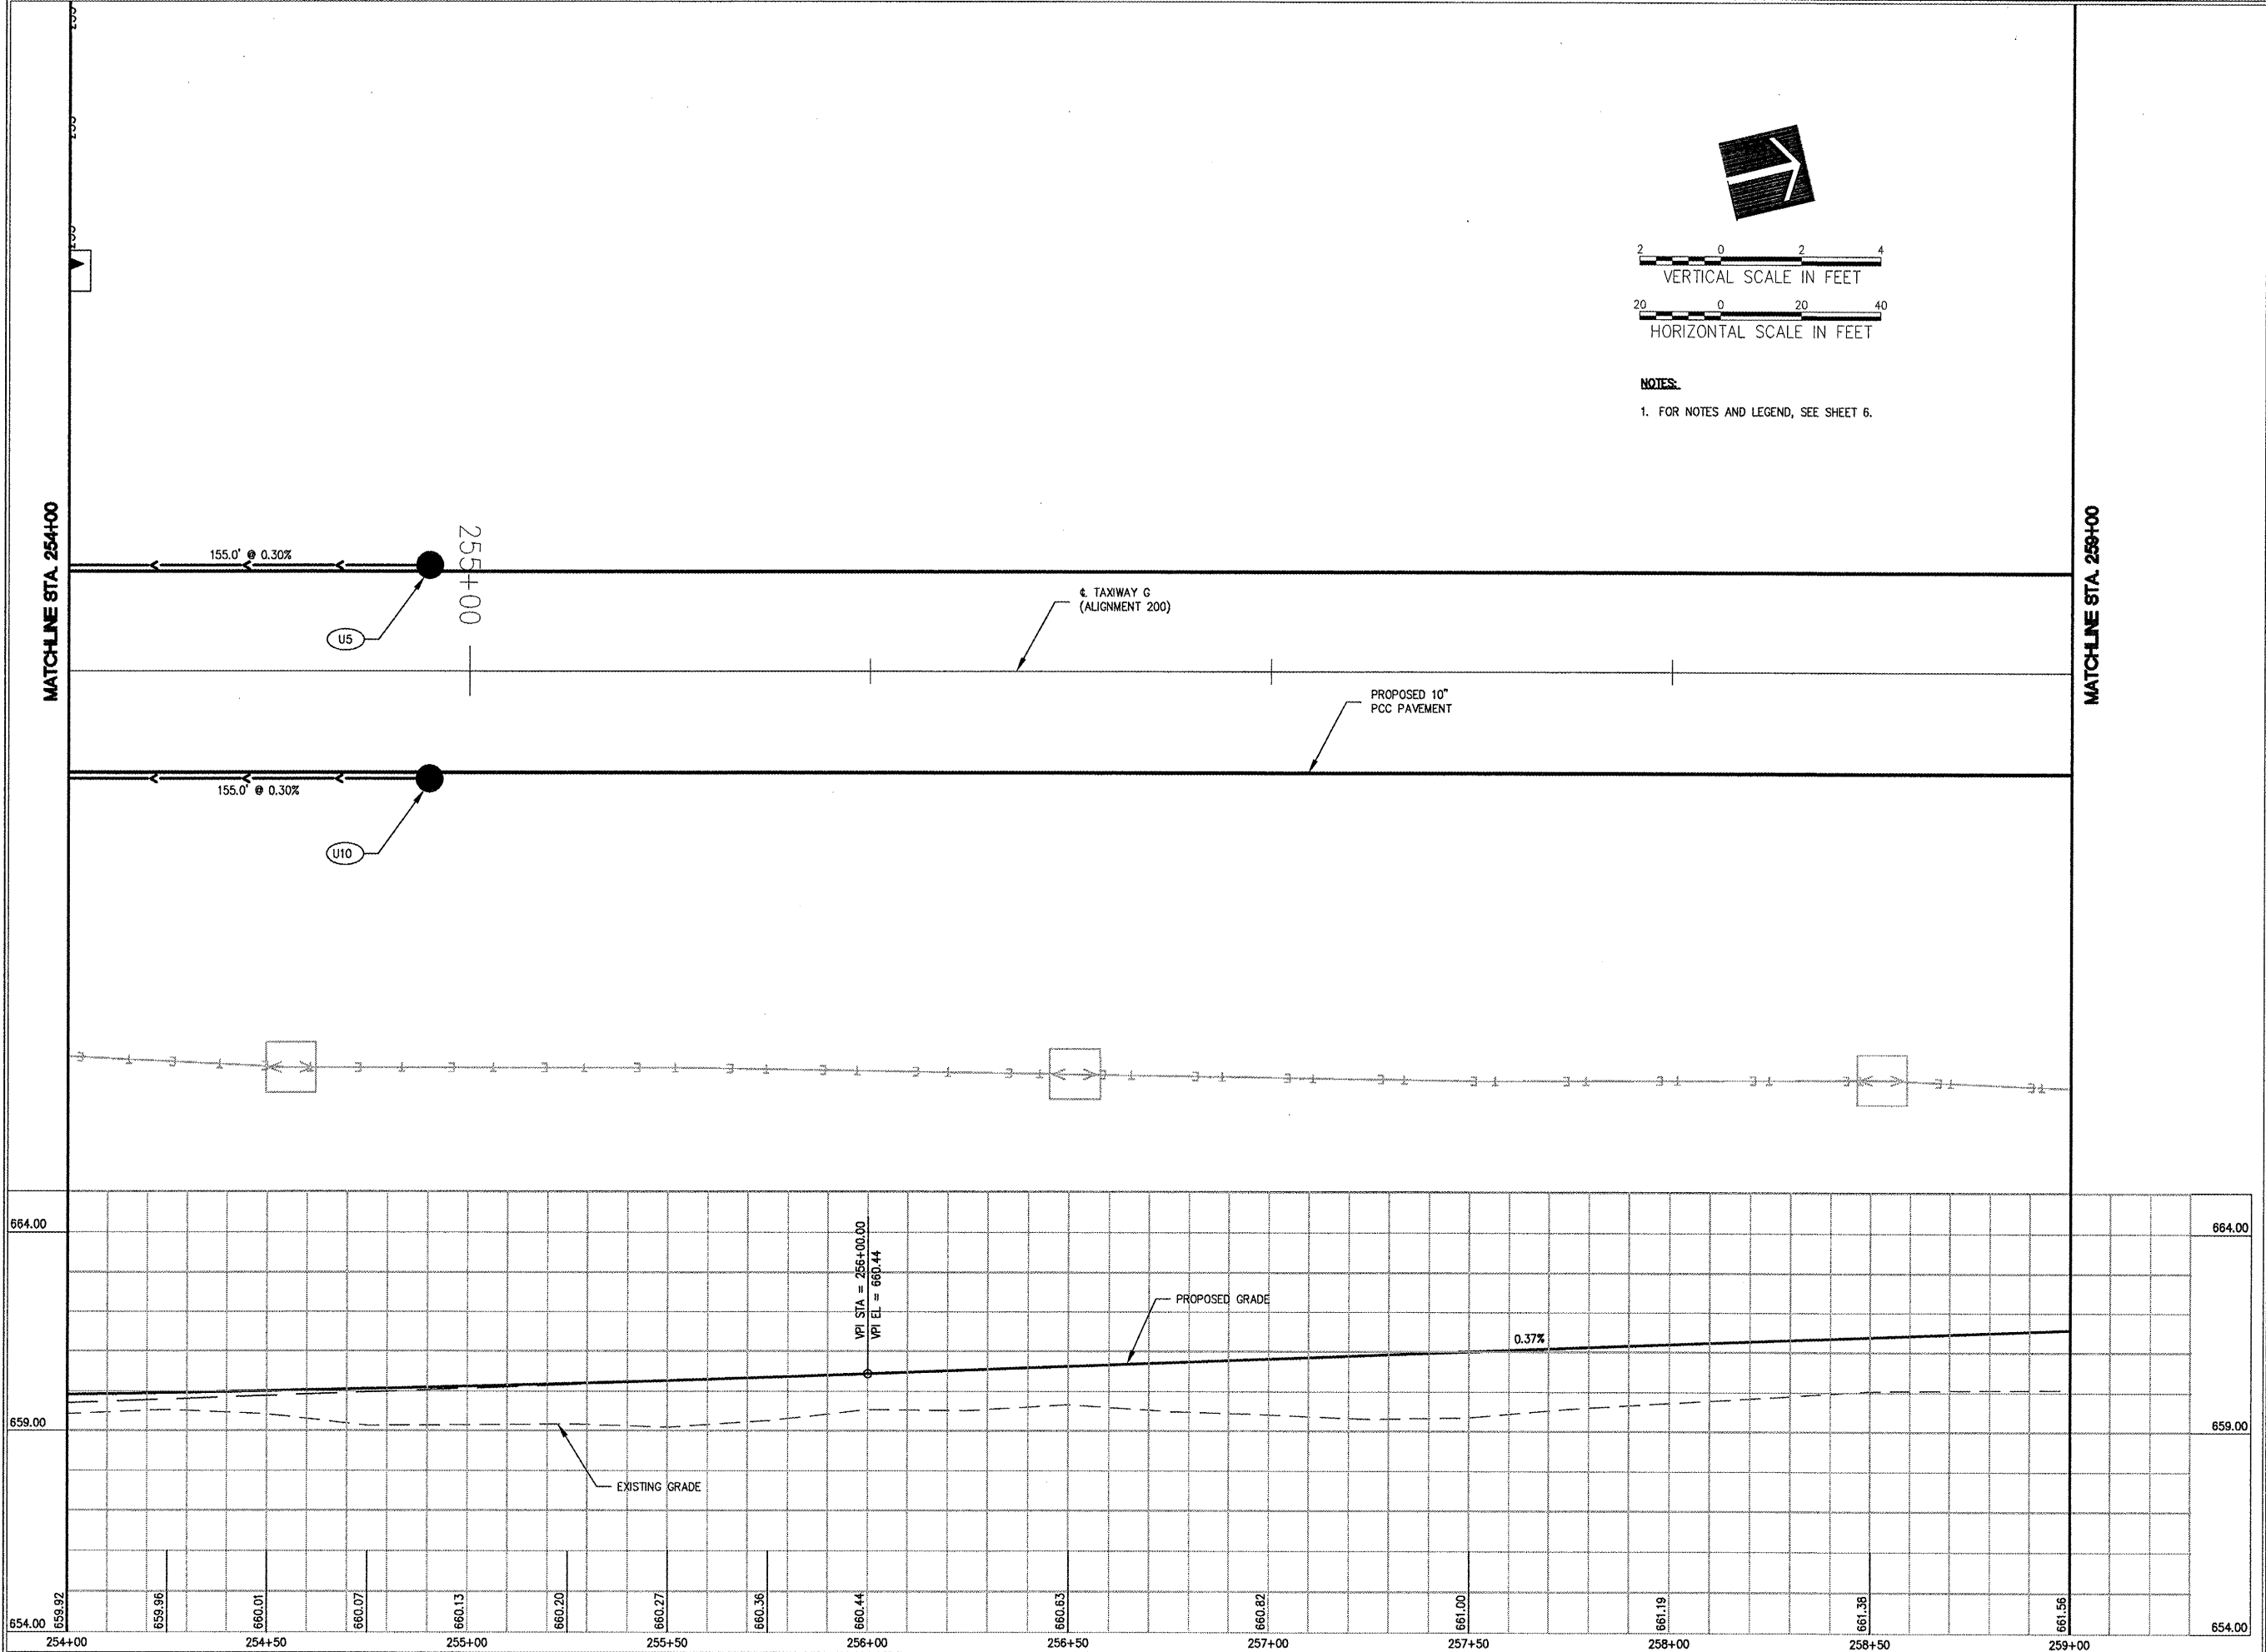 2 0 2 4
VERTICAL SCALE IN FEET
20 0 20 40
HORIZONTAL SCALE IN FEET
NOTES:
1. FOR NOTES AND LEGEND, SEE SHEET 6.
MATCHLINE STA. 254+00
MATCHLINE STA. 259+00
155.0' @ 0.30%
255+00
U5
℄ TAXIWAY G
(ALIGNMENT 200)
PROPOSED 10"
PCC PAVEMENT
155.0' @ 0.30%
U10
664.00
664.00
VPI STA = 256+00.00
VPI EL = 660.44
PROPOSED GRADE
0.37%
659.00
659.00
EXISTING GRADE
659.92 659.96 660.01 660.07 660.13 660.20 660.27 660.36 660.44 660.63 660.82 661.00 661.19 661.38 661.56
654.00
654.00
254+00 254+50 255+00 255+50 256+00 256+50 257+00 257+50 258+00 258+50 259+00